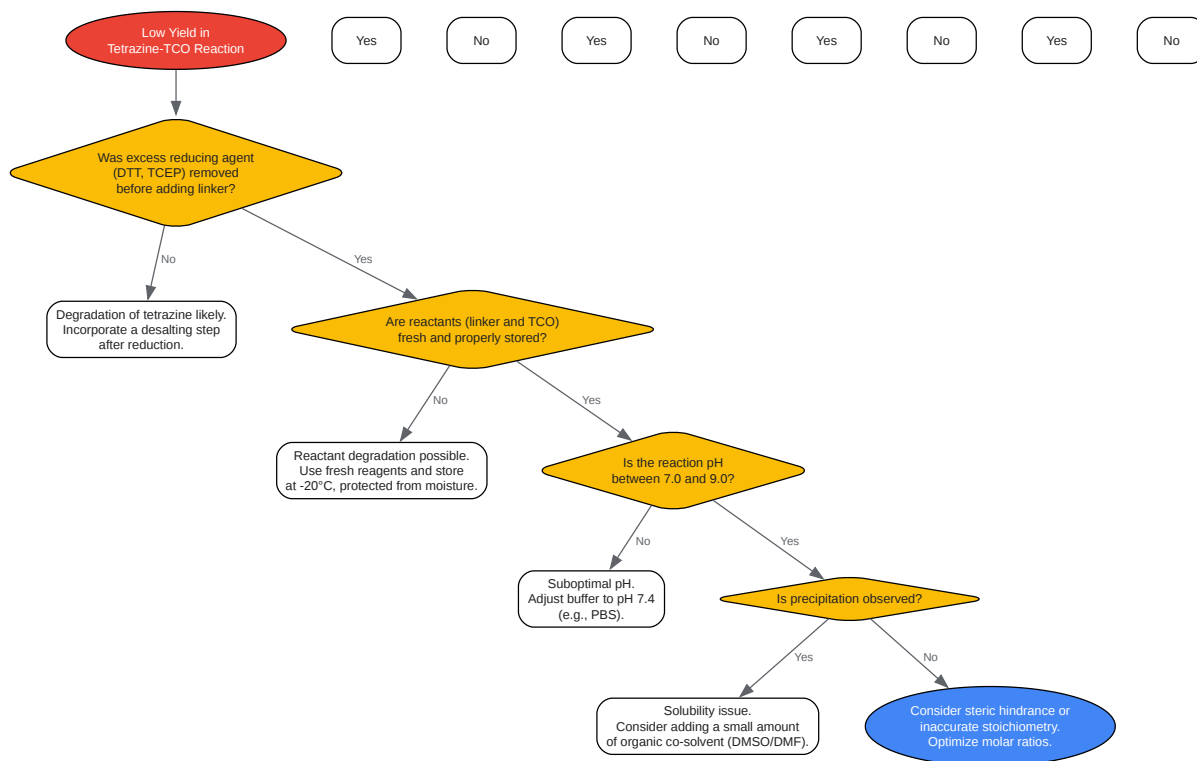 Low Yield in
Tetrazine-TCO Reaction
Yes
No
Yes
No
Yes
No
Yes
No
Was excess reducing agent
(DTT, TCEP) removed
before adding linker?
No
Yes
Degradation of tetrazine likely.
Incorporate a desalting step
after reduction.
Are reactants (linker and TCO)
fresh and properly stored?
No
Yes
Reactant degradation possible.
Use fresh reagents and store
at -20°C, protected from moisture.
Is the reaction pH
between 7.0 and 9.0?
No
Yes
Suboptimal pH.
Adjust buffer to pH 7.4
(e.g., PBS).
Is precipitation observed?
Yes
No
Solubility issue.
Consider adding a small amount
of organic co-solvent (DMSO/DMF).
Consider steric hindrance or
inaccurate stoichiometry.
Optimize molar ratios.